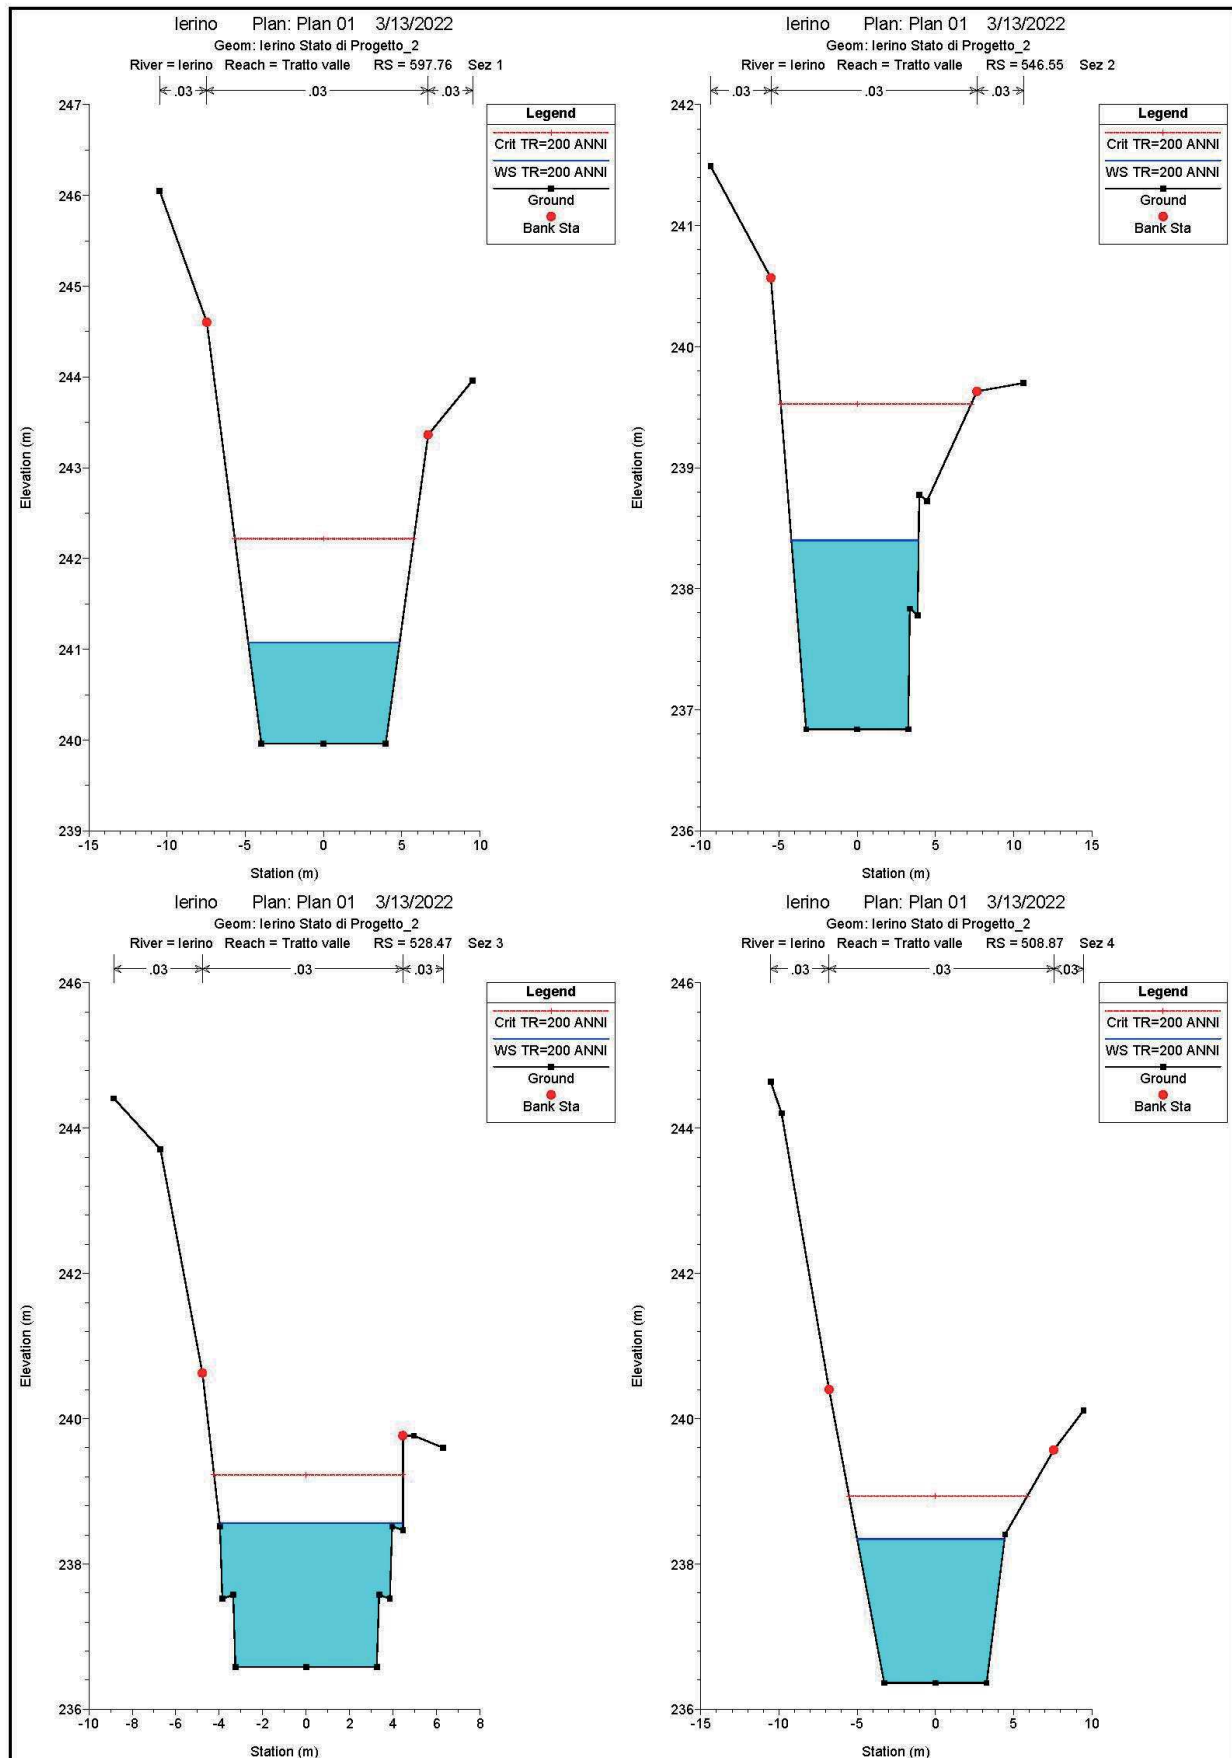 Ierino Plan: Plan 01 3/13/2022
Geom: Ierino Stato di Progetto_2
River = Ierino Reach = Tratto valle RS = 597.76 Sez 1
.03 .03 .03
Legend
Crit TR=200 ANNI
WS TR=200 ANNI
Ground
Bank Sta
247
246
245
244
243
242
241
240
239
Elevation (m)
-15 -10 -5 0 5 10
Station (m)
Ierino Plan: Plan 01 3/13/2022
Geom: Ierino Stato di Progetto_2
River = Ierino Reach = Tratto valle RS = 546.55 Sez 2
.03 .03 .03
Legend
Crit TR=200 ANNI
WS TR=200 ANNI
Ground
Bank Sta
242
241
240
239
238
237
236
Elevation (m)
-10 -5 0 5 10 15
Station (m)
Ierino Plan: Plan 01 3/13/2022
Geom: Ierino Stato di Progetto_2
River = Ierino Reach = Tratto valle RS = 528.47 Sez 3
.03 .03 .03
Legend
Crit TR=200 ANNI
WS TR=200 ANNI
Ground
Bank Sta
246
244
242
240
238
236
Elevation (m)
-10 -8 -6 -4 -2 0 2 4 6 8
Station (m)
Ierino Plan: Plan 01 3/13/2022
Geom: Ierino Stato di Progetto_2
River = Ierino Reach = Tratto valle RS = 508.87 Sez 4
.03 .03 .03
Legend
Crit TR=200 ANNI
WS TR=200 ANNI
Ground
Bank Sta
246
244
242
240
238
236
Elevation (m)
-15 -10 -5 0 5 10
Station (m)